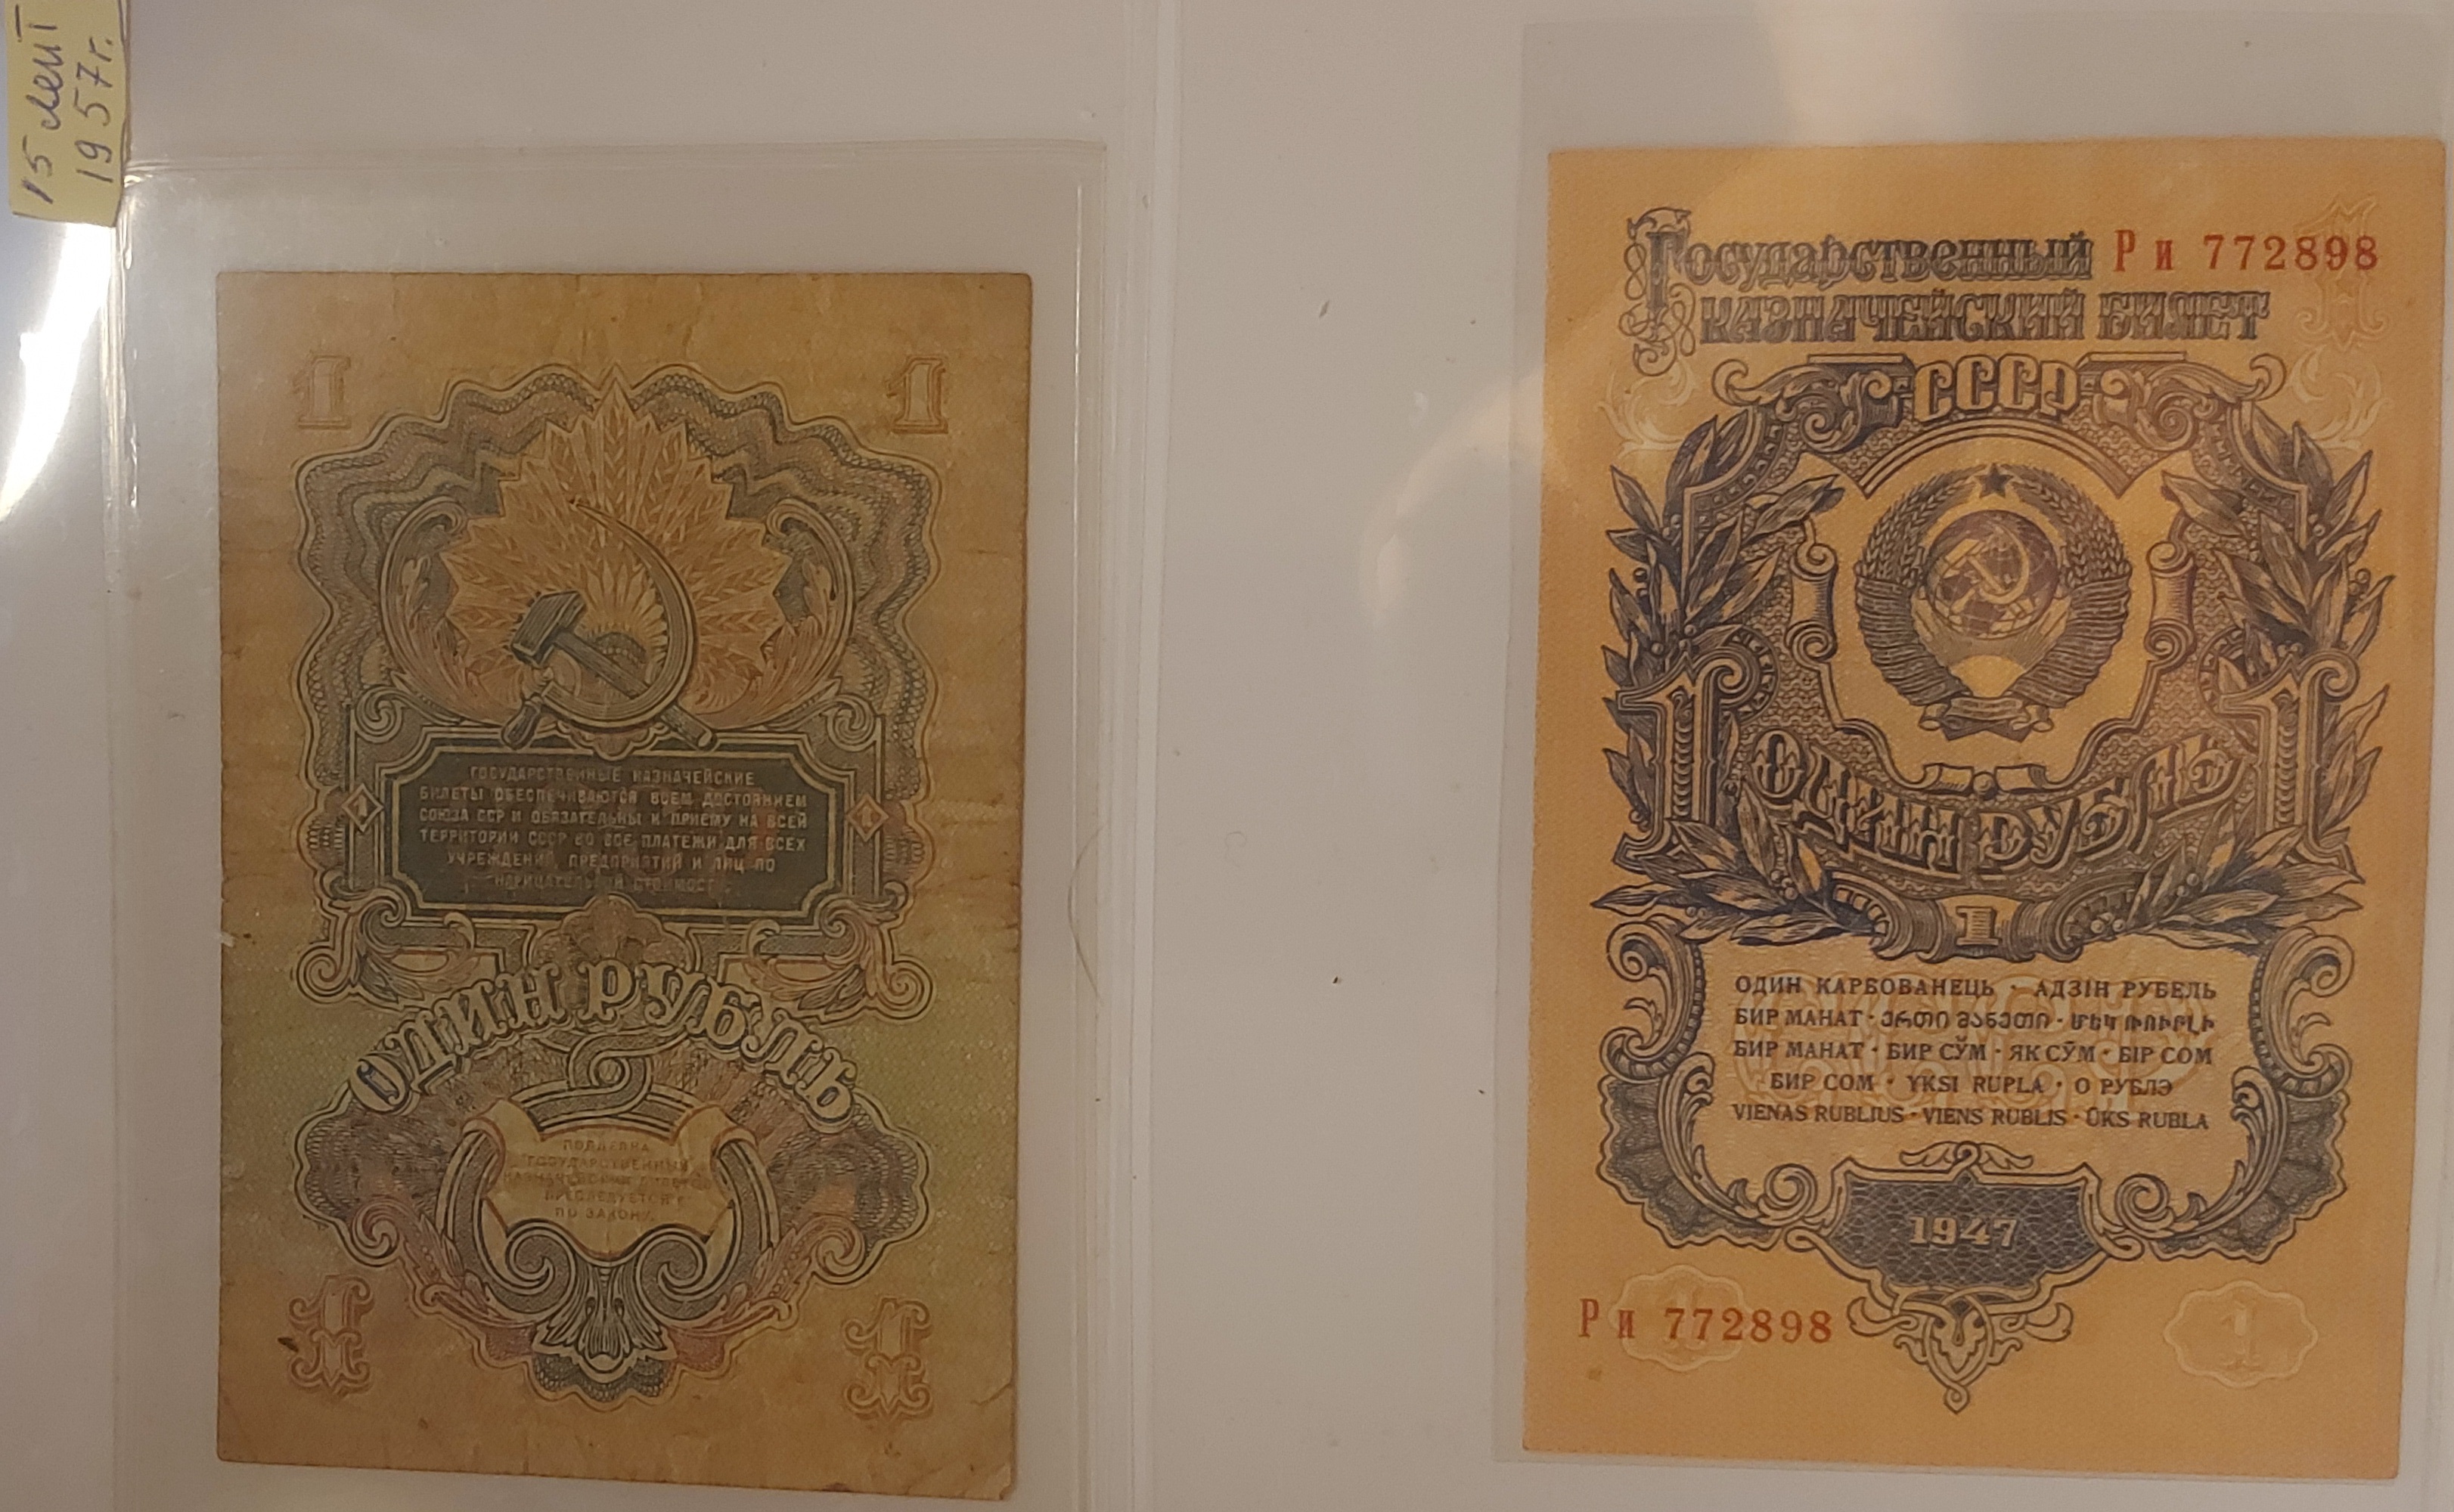 15 лент
1957г.
1 1
ГОСУДАРСТВЕННЫЕ КАЗНАЧЕЙСКИЕ
БИЛЕТЫ ОБЕСПЕЧИВАЮТСЯ ВСЕМ ДОСТОЯНИЕМ
СОЮЗА ССР И ОБЯЗАТЕЛЬНЫ К ПРИЕМУ НА ВСЕЙ
ТЕРРИТОРИИ СССР ВО ВСЕ ПЛАТЕЖИ ДЛЯ ВСЕХ
УЧРЕЖДЕНИЙ, ПРЕДПРИЯТИЙ И ЛИЦ ПО
НАРИЦАТЕЛЬНОЙ СТОИМОСТИ
1 1
ОДИН РУБЛЬ
ПОДДЕЛКА
ГОСУДАРСТВЕННЫХ
КАЗНАЧЕЙСКИХ БИЛЕТОВ
ПРЕСЛЕДУЕТСЯ
ПО ЗАКОНУ
1 1
Государственный Ри 772898
КАЗНАЧЕЙСКИЙ БИЛЕТ
1
СССР
1 1
ОДИН РУБЛЬ
1
ОДИН КАРБОВАНЕЦЬ · АДЗІН РУБЕЛЬ
БИР МАНАТ · ᲔᲠᲗᲘ ᲛᲐᲜᲔᲗᲘ · ՄԵԿ ՌՈՒԲԼԻ
БИР МАНАТ · БИР СЎМ · ЯК СӮМ · БІР СОМ
БИР СОМ · YKSI RUPLA · О РУБЛЭ
VIENAS RUBLIUS · VIENS RUBLIS · ÜKS RUBLA
1947
Ри 772898
1 1